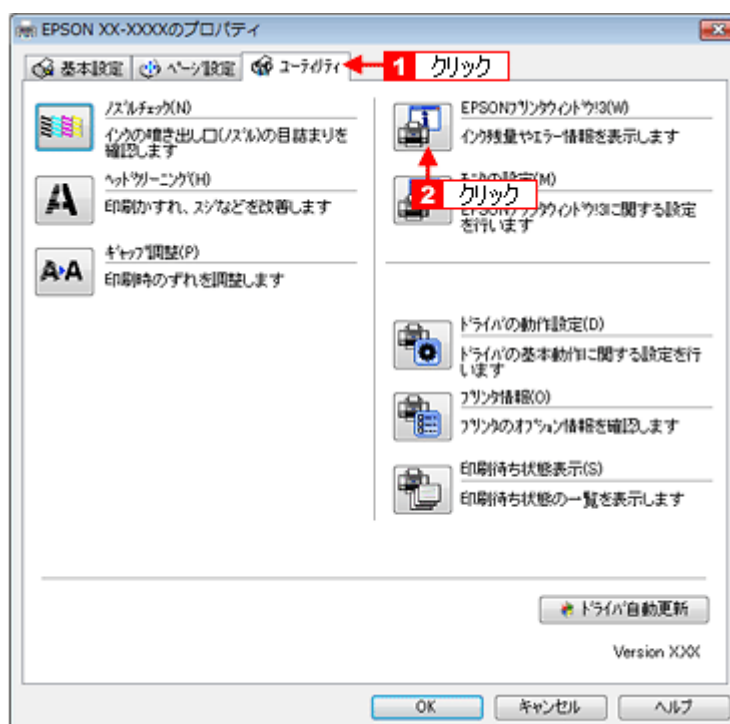 EPSON XX-XXXXのプロパティ
基本設定 ページ設定 ユーティリティ 1 クリック
ノズルチェック(N)
インクの噴き出し口(ノズル)の目詰まりを
確認します
ヘッドクリーニング(H)
印刷かすれ、スジなどを改善します
ギャップ調整(P)
印刷時のずれを調整します
EPSONプリンタウィンドウ!3(W)
インク残量やエラー情報を表示します
2 クリック
モニタの設定(M)
EPSONプリンタウィンドウ!3に関する設定
を行います
ドライバの動作設定(D)
ドライバの基本動作に関する設定を行
います
プリンタ情報(O)
プリンタのオプション情報を確認します
印刷待ち状態表示(S)
印刷待ち状態の一覧を表示します
ドライバ自動更新
Version X.XX
OK キャンセル ヘルプ